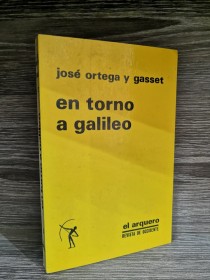 josé ortega y gasset
en torno
a galileo
el arquero
REVISTA DE OCCIDENTE